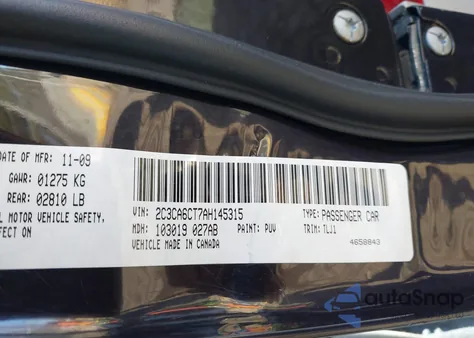 DATE OF MFR: 11-09
GAWR: 01275 KG
REAR: 02810 LB
L MOTOR VEHICLE SAFETY.
EFFECT ON
VIN: 2C3CA6CT7AH145315
TYPE: PASSENGER CAR
MDH: 103019 027AB
PAINT: PUV
TRIM: TLJ1
VEHICLE MADE IN CANADA
4658843
autoSnap